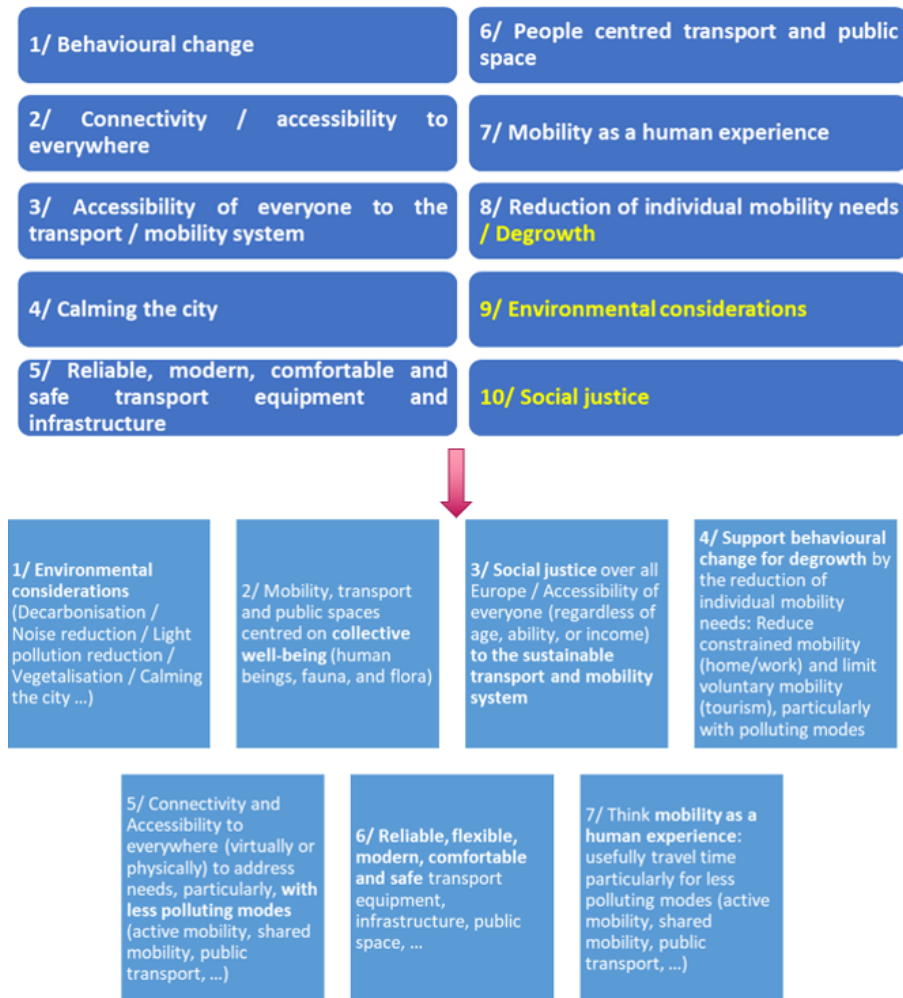 1/ Behavioural change
2/ Connectivity / accessibility to
everywhere
3/ Accessibility of everyone to the
transport / mobility system
4/ Calming the city
5/ Reliable, modern, comfortable and
safe transport equipment and
infrastructure
6/ People centred transport and public
space
7/ Mobility as a human experience
8/ Reduction of individual mobility needs
/ Degrowth
9/ Environmental considerations
10/ Social justice
1/ Environmental
considerations
(Decarbonisation /
Noise reduction / Light
pollution reduction /
Vegetalisation / Calming
the city ...)
2/ Mobility, transport
and public spaces
centred on collective
well-being (human
beings, fauna, and flora)
3/ Social justice over all
Europe / Accessibility of
everyone (regardless of
age, ability, or income)
to the sustainable
transport and mobility
system
4/ Support behavioural
change for degrowth by
the reduction of
individual mobility
needs: Reduce
constrained mobility
(home/work) and limit
voluntary mobility
(tourism), particularly
with polluting modes
5/ Connectivity and
Accessibility to
everywhere (virtually or
physically) to address
needs, particularly, with
less polluting modes
(active mobility, shared
mobility, public
transport, ...)
6/ Reliable, flexible,
modern, comfortable
and safe transport
equipment,
infrastructure, public
space, ...
7/ Think mobility as a
human experience:
usefully travel time
particularly for less
polluting modes (active
mobility, shared
mobility, public
transport, ...)